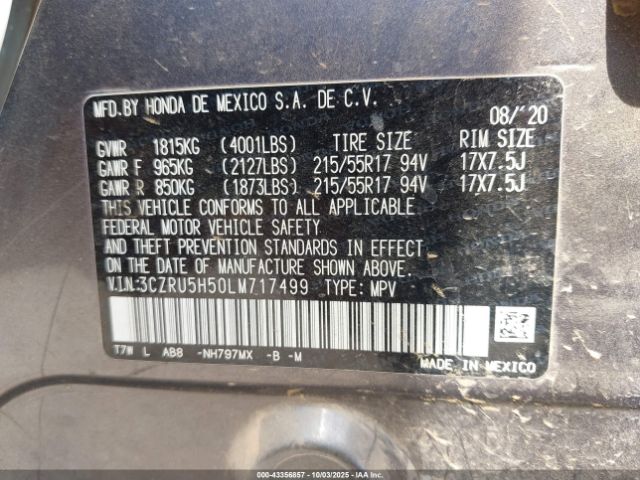 MFD.BY HONDA DE MEXICO S.A. DE C.V.
08/'20
GVWR 1815KG (4001LBS) TIRE SIZE RIM SIZE
GAWR F 965KG (2127LBS) 215/55R17 94V 17X7.5J
GAWR R 850KG (1873LBS) 215/55R17 94V 17X7.5J
THIS VEHICLE CONFORMS TO ALL APPLICABLE
FEDERAL MOTOR VEHICLE SAFETY
AND THEFT PREVENTION STANDARDS IN EFFECT
ON THE DATE OF MANUFACTURE SHOWN ABOVE.
V.I.N.:3CZRU5H50LM717499 TYPE: MPV
T7W L AB8 -NH797MX -B -M
MADE IN MEXICO
000-43356857 10/03/2025 IAAI.COM